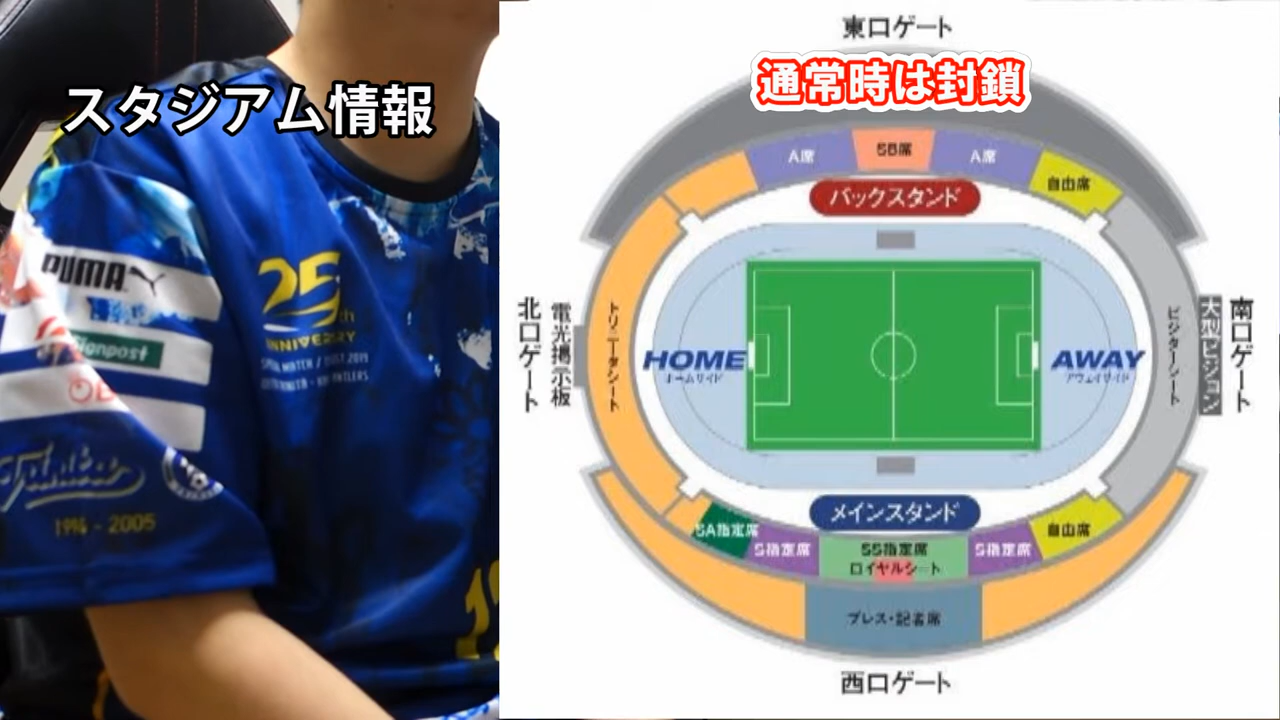 スタジアム情報
PUMA
signpost
25th
ANNIVERSARY
Trinita
1994 - 2005
東口ゲート
通常時は封鎖
A席
SB席
A席
自由席
バックスタンド
北口ゲート
電光掲示板
トリニータシート
HOME
ホームサイド
AWAY
アウェイサイド
ビジターシート
大型ビジョン
南口ゲート
メインスタンド
SA指定席
S指定席
SS指定席
ロイヤルシート
S指定席
自由席
プレス・記者席
西口ゲート